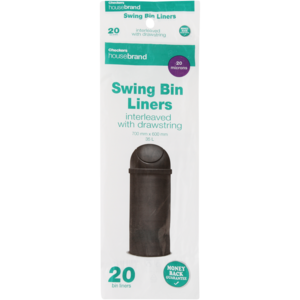 Checkers
housebrand
20
Swing Bin Liners
Checkers
housebrand
20
microns
Swing Bin
Liners
interleaved
with drawstring
20
bin liners
MONEY
BACK
GUARANTEE